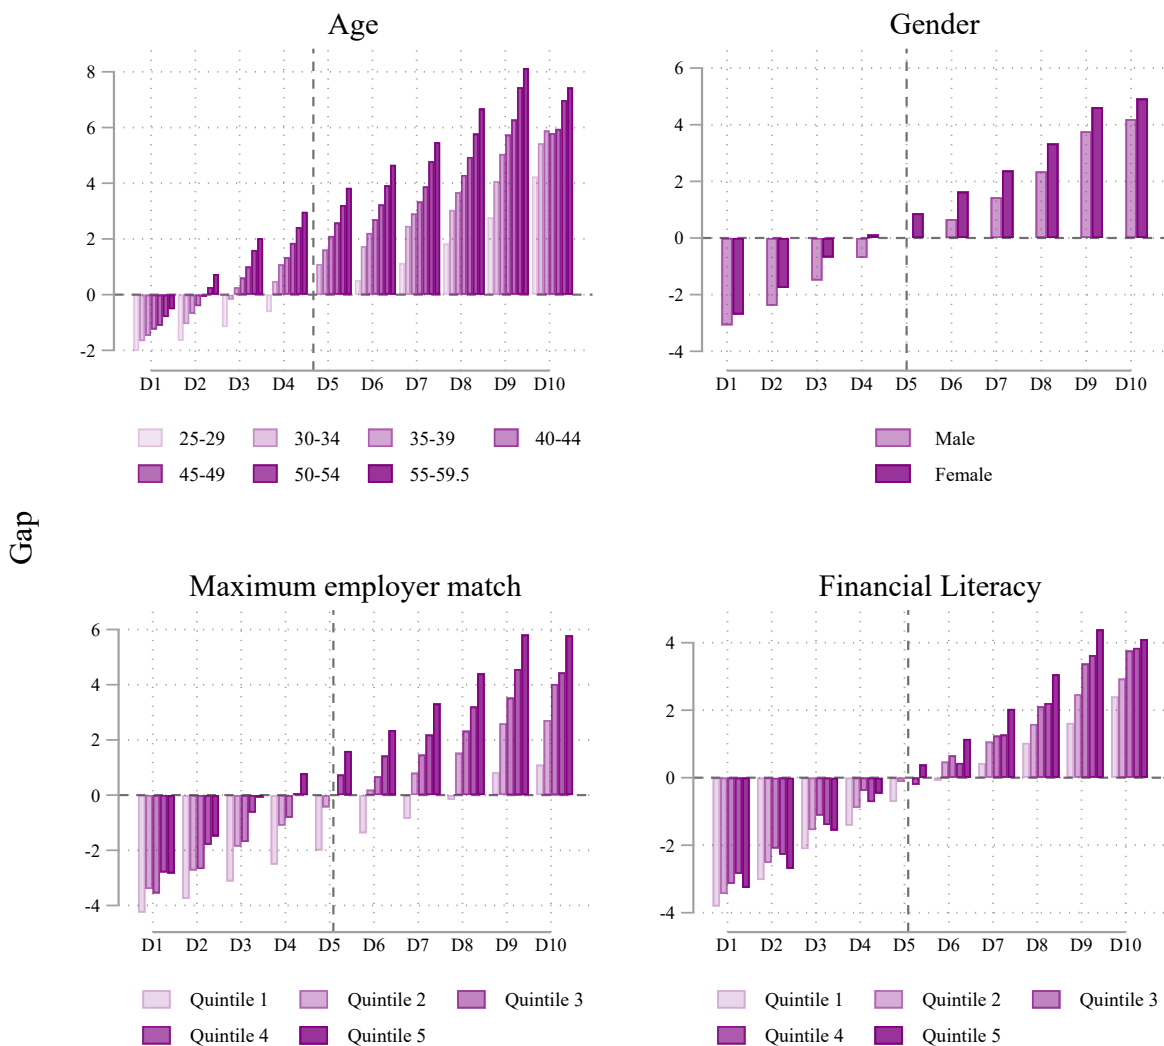 Age
8
6
4
2
0
-2
D1 D2 D3 D4 D5 D6 D7 D8 D9 D10
25-29 30-34 35-39 40-44
45-49 50-54 55-59.5
Gender
6
4
2
0
-2
-4
D1 D2 D3 D4 D5 D6 D7 D8 D9 D10
Male
Female
Gap
Maximum employer match
6
4
2
0
-2
-4
D1 D2 D3 D4 D5 D6 D7 D8 D9 D10
Quintile 1 Quintile 2 Quintile 3
Quintile 4 Quintile 5
Financial Literacy
4
2
0
-2
-4
D1 D2 D3 D4 D5 D6 D7 D8 D9 D10
Quintile 1 Quintile 2 Quintile 3
Quintile 4 Quintile 5